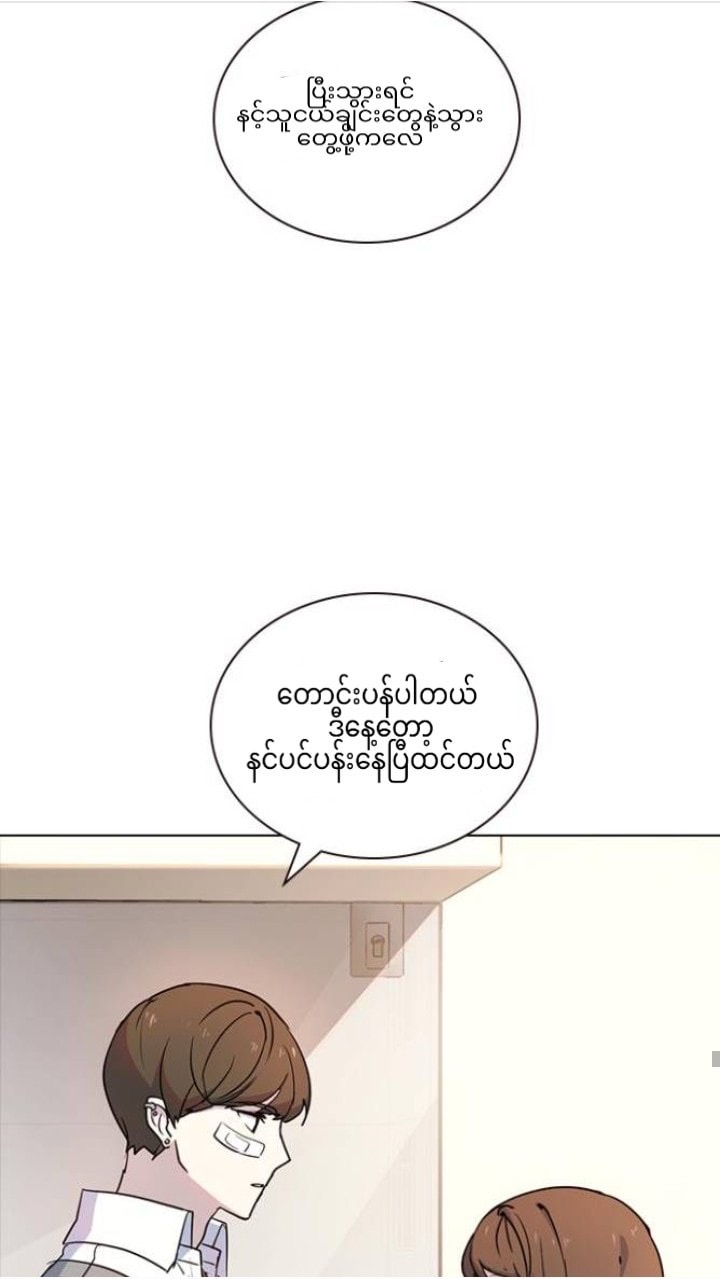 ပြီးသွားရင်
နင့်သူငယ်ချင်းတွေနဲ့သွား
တွေ့ဖို့ကလေ
တောင်းပန်ပါတယ်
ဒီနေ့တော့
နင်ပင်ပန်းနေပြီထင်တယ်